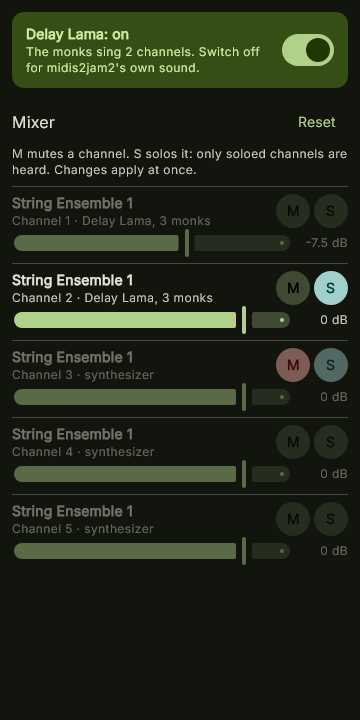 Delay Lama: on
The monks sing 2 channels. Switch off
for midis2jam2's own sound.
Mixer
Reset
M mutes a channel. S solos it: only soloed channels are
heard. Changes apply at once.
String Ensemble 1
M S
Channel 1 · Delay Lama, 3 monks
-7.5 dB
String Ensemble 1
M S
Channel 2 · Delay Lama, 3 monks
0 dB
String Ensemble 1
M S
Channel 3 · synthesizer
0 dB
String Ensemble 1
M S
Channel 4 · synthesizer
0 dB
String Ensemble 1
M S
Channel 5 · synthesizer
0 dB